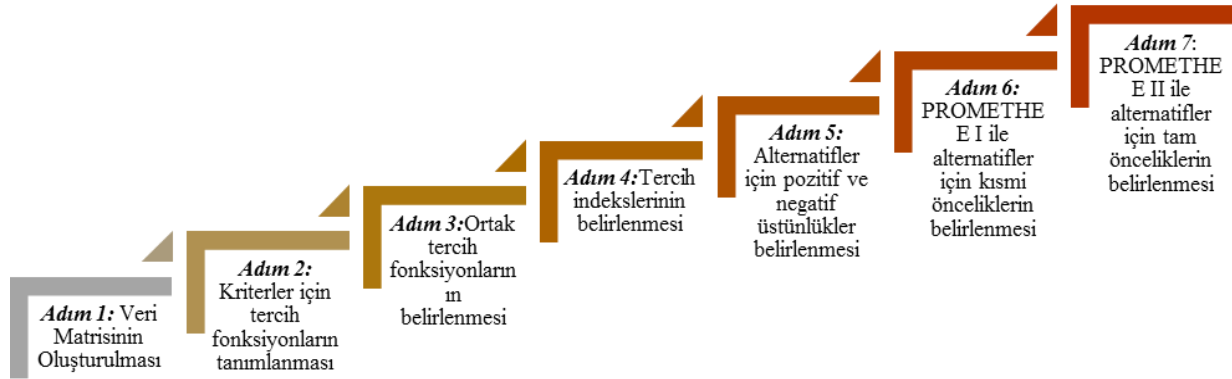 Adım 1: Veri
Matrisinin
Oluşturulması
Adım 2:
Kriterler için
tercih
fonksiyonların
tanımlanması
Adım 3:Ortak
tercih
fonksiyonların
ın
belirlenmesi
Adım 4:Tercih
indekslerinin
belirlenmesi
Adım 5:
Alternatifler
için pozitif ve
negatif
üstünlükler
belirlenmesi
Adım 6:
PROMETHE
E I ile
alternatifler
için kısmi
önceliklerin
belirlenmesi
Adım 7:
PROMETHE
E II ile
alternatifler
için tam
önceliklerin
belirlenmesi